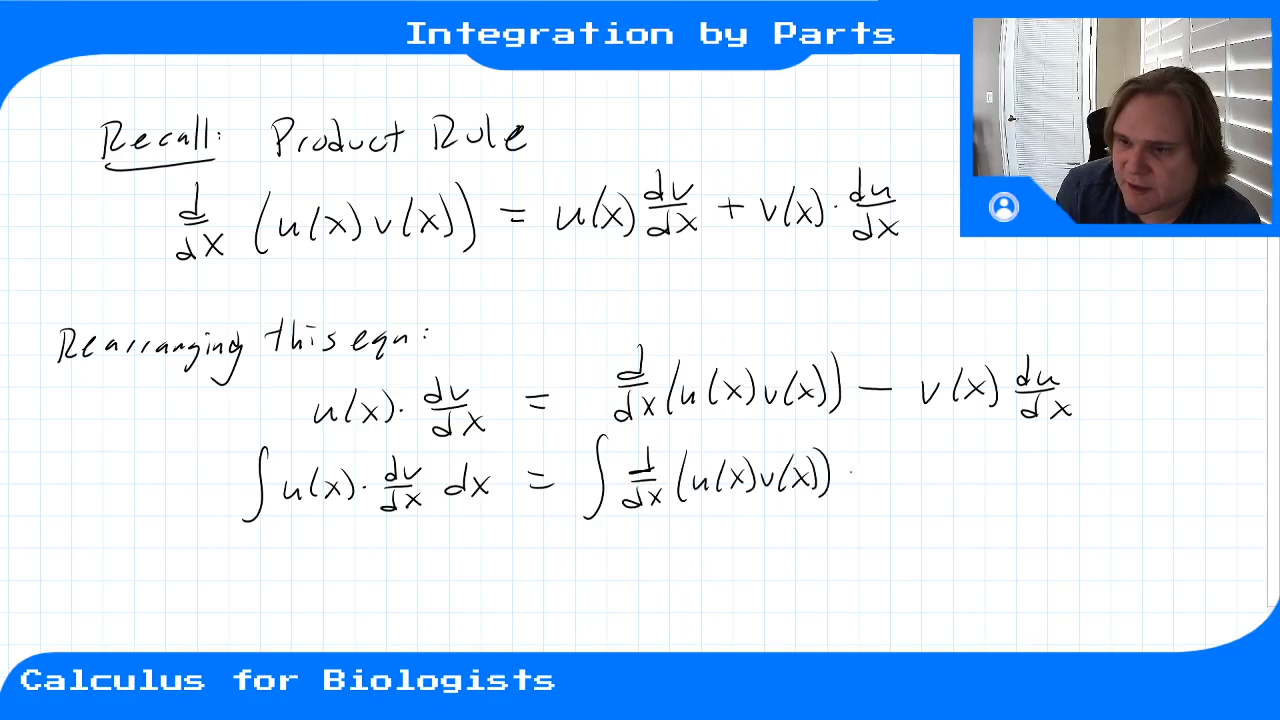 Integration by Parts
Recall: Product Rule
d/dx (u(x)v(x)) = u(x) dv/dx + v(x) · du/dx
Rearranging this eqn:
u(x) · dv/dx = d/dx (u(x)v(x)) − v(x) du/dx
∫ u(x) · dv/dx dx = ∫ d/dx (u(x)v(x))
Calculus for Biologists